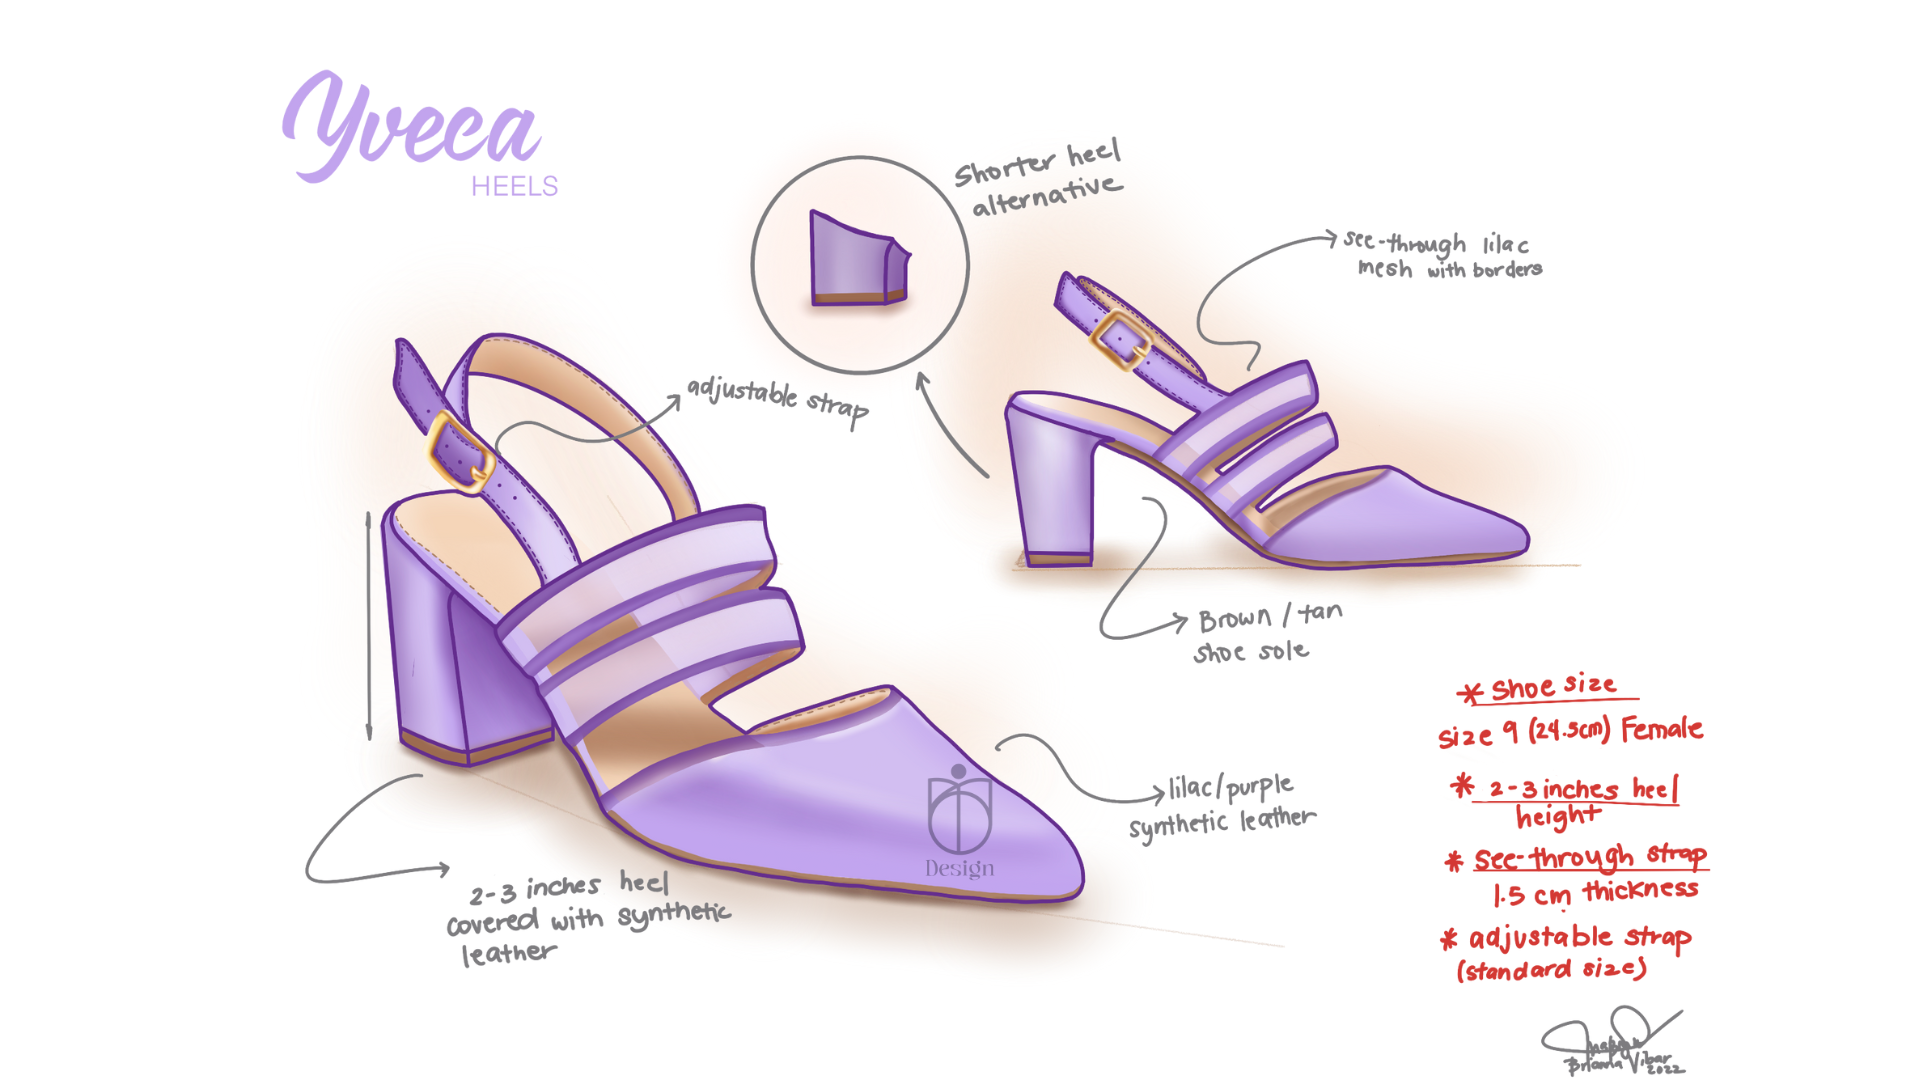 Yveca
HEELS
Shorter heel
alternative
see-through lilac
mesh with borders
adjustable strap
Brown / tan
shoe sole
lilac/purple
synthetic leather
Design
2-3 inches heel
covered with synthetic
leather
* Shoe size
size 9 (24.5cm) Female
* 2-3 inches heel
height
* see-through strap
1.5 cm thickness
* adjustable strap
(standard size)
Brianna Vibar
2022